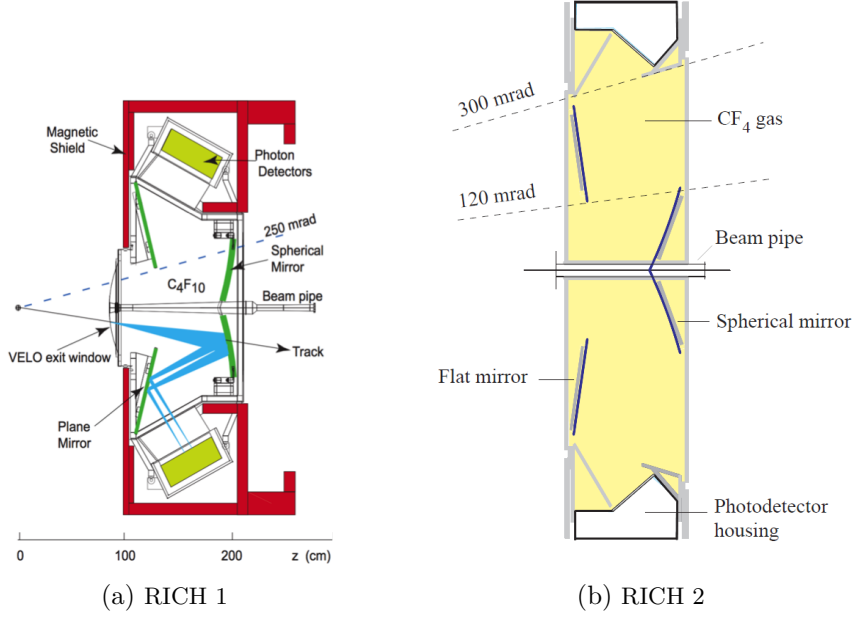 Magnetic
Shield
Photon
Detectors
250 mrad
Spherical
Mirror
C4F10
Beam pipe
VELO exit window
Track
Plane
Mirror
0
100
200
z (cm)
(a) RICH 1
300 mrad
CF4 gas
120 mrad
Beam pipe
Spherical mirror
Flat mirror
Photodetector
housing
(b) RICH 2